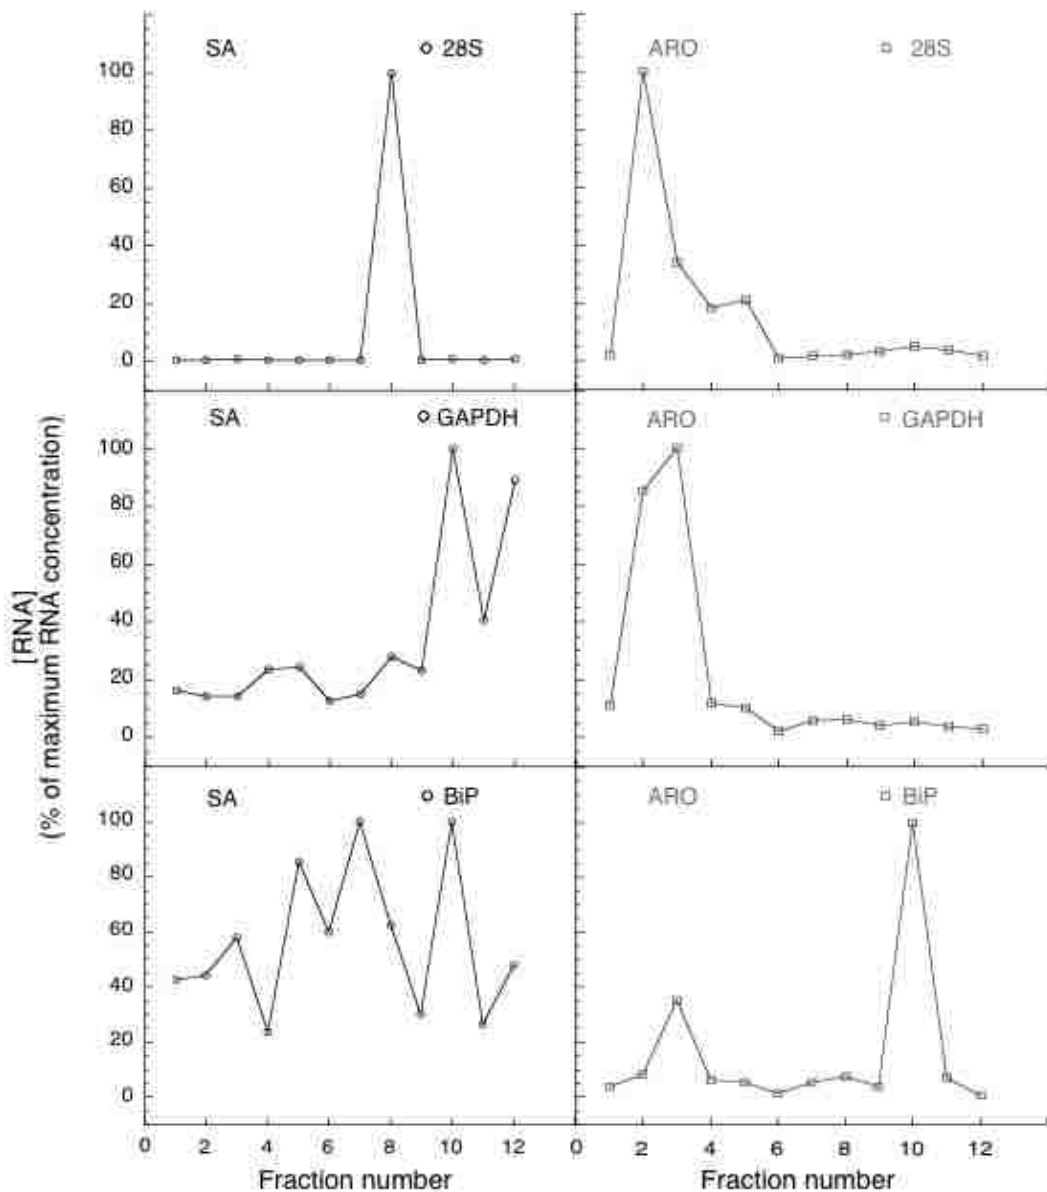 SA 28S ARO 28S
100
80
60
40
20
0
SA GAPDH ARO GAPDH
100
80
60
40
20
0
SA BiP ARO BiP
100
80
60
40
20
0
0 2 4 6 8 10 12 0 2 4 6 8 10 12
Fraction number Fraction number
[RNA]
(% of maximum RNA concentration)